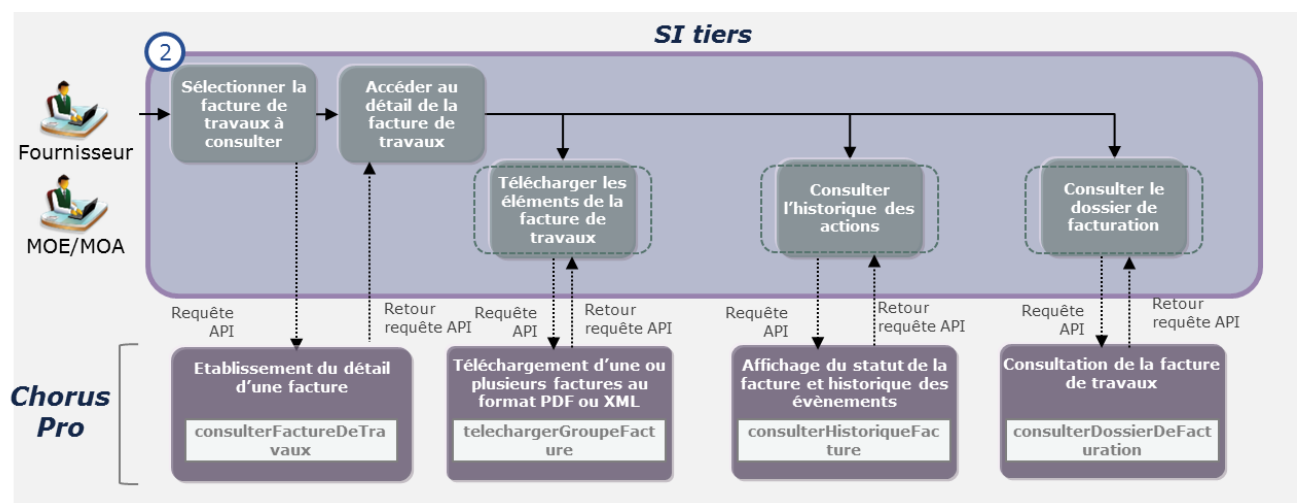 SI tiers
2
Sélectionner la
facture de
travaux à
consulter
Accéder au
détail de la
facture de
travaux
Fournisseur
MOE/MOA
Télécharger les
éléments de la
facture de
travaux
Consulter
l'historique des
actions
Consulter le
dossier de
facturation
Requête
API
Retour
requête API
Requête
API
Retour
requête API
Requête
API
Retour
requête API
Requête
API
Retour
requête API
Chorus
Pro
Etablissement du détail
d'une facture
consulterFactureDeTra
vaux
Téléchargement d'une ou
plusieurs factures au
format PDF ou XML
telechargerGroupeFact
ure
Affichage du statut de la
facture et historique des
évènements
consulterHistoriqueFac
ture
Consultation de la facture
de travaux
consulterDossierDeFact
uration